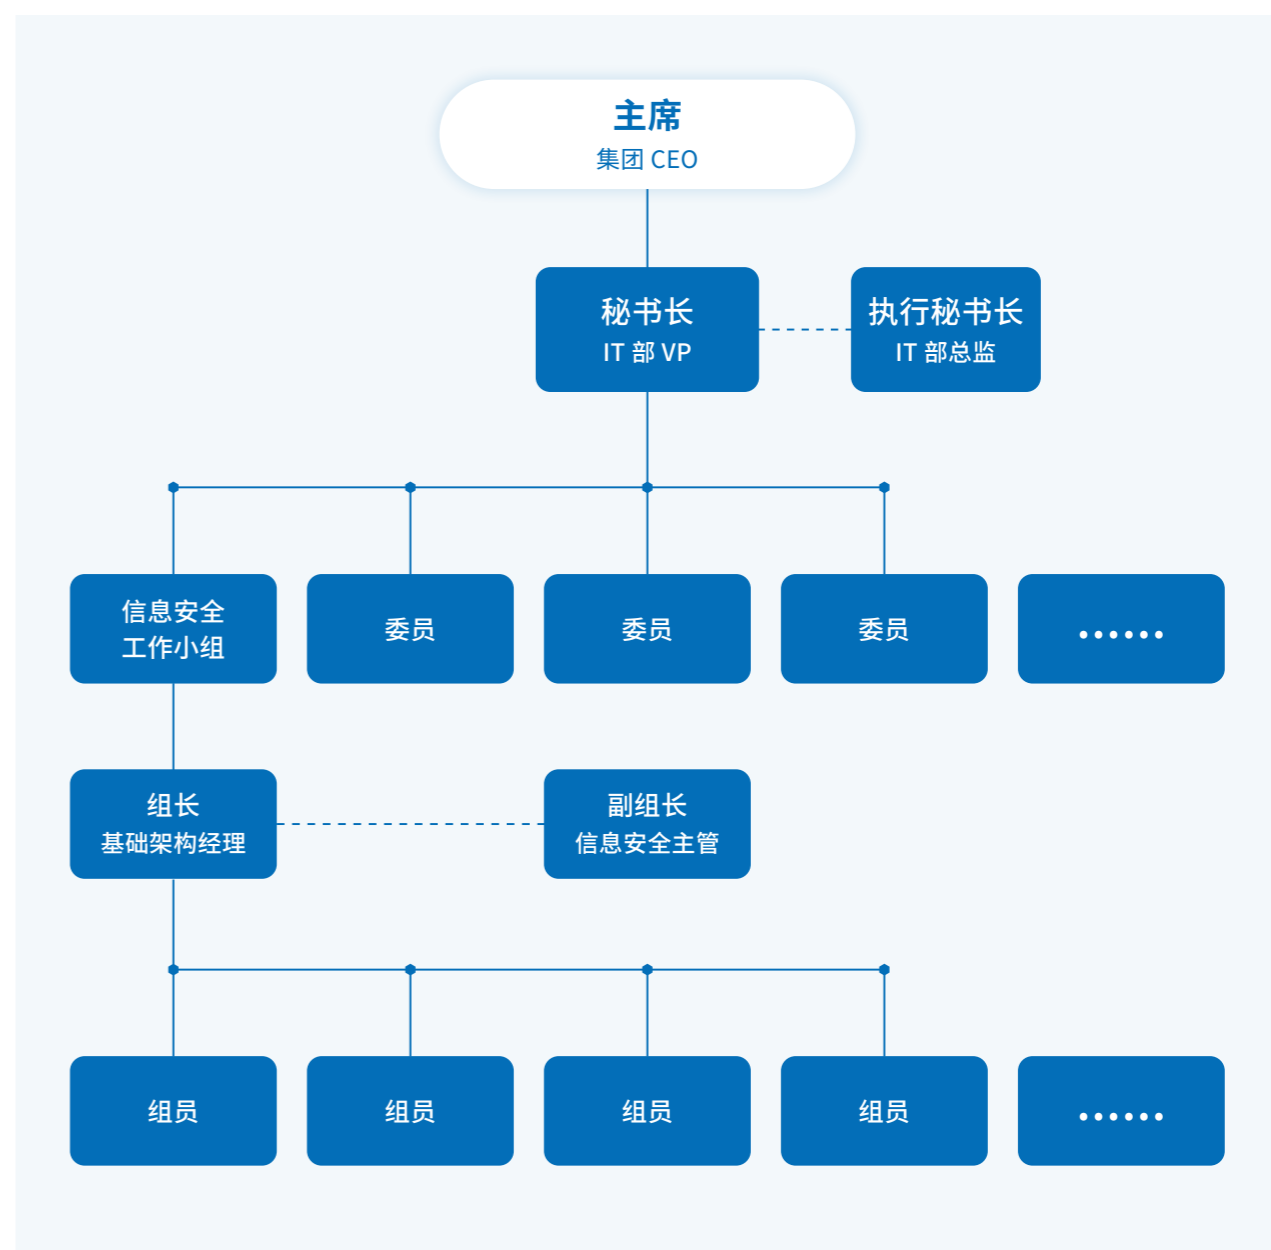 主席
集团 CEO
秘书长
IT 部 VP
执行秘书长
IT 部总监
信息安全
工作小组
委员
委员
委员
······
组长
基础架构经理
副组长
信息安全主管
组员
组员
组员
组员
······